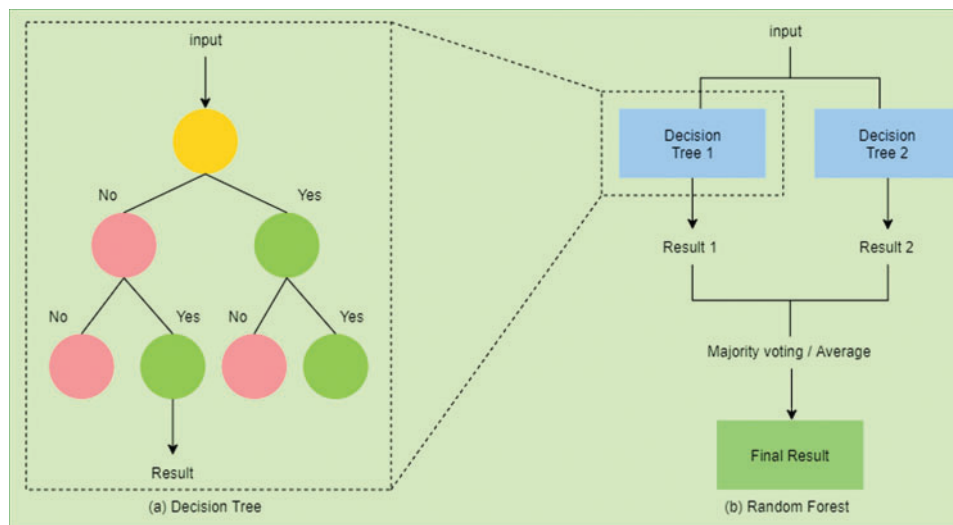 input
No
Yes
No
Yes
No
Yes
Result
(a) Decision Tree
input
Decision
Tree 1
Decision
Tree 2
Result 1
Result 2
Majority voting / Average
Final Result
(b) Random Forest